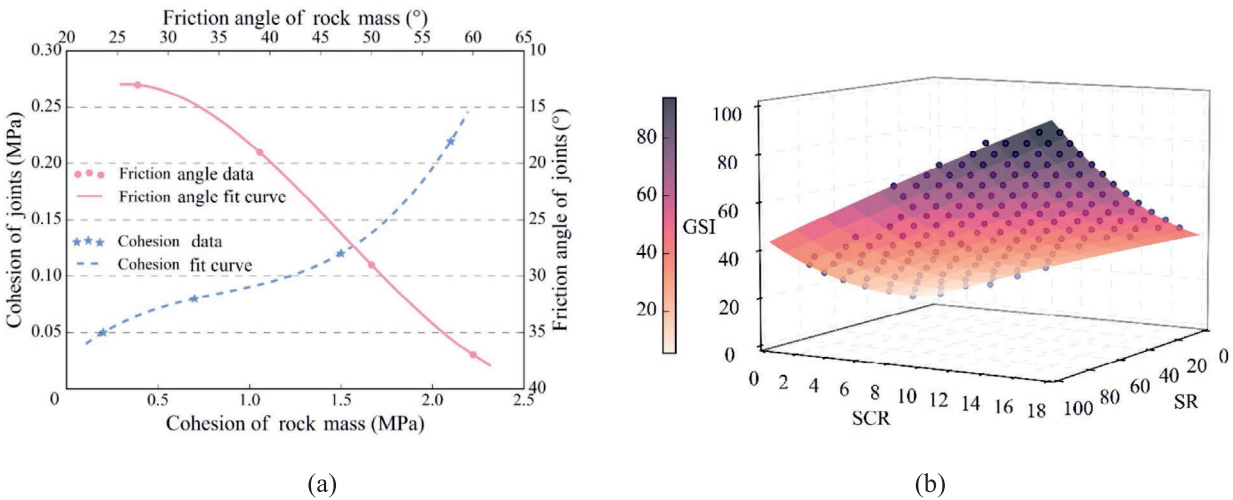 Friction angle of rock mass (°)
20 25 30 35 40 45 50 55 60 65
Cohesion of joints (MPa)
0.30
0.25
0.20
0.15
0.10
0.05
0
10
15
20
25
28
30
35
40
Friction angle of joints (°)
Friction angle data
Friction angle fit curve
Cohesion data
Cohesion fit curve
0 0.5 1.0 1.5 2.0 2.5
Cohesion of rock mass (MPa)
(a)
80
60
40
20
GSI
100
80
60
40
20
0
0 2 4 6 8 10 12 14 16 18
SCR
100 80 60 40 20 0
SR
(b)